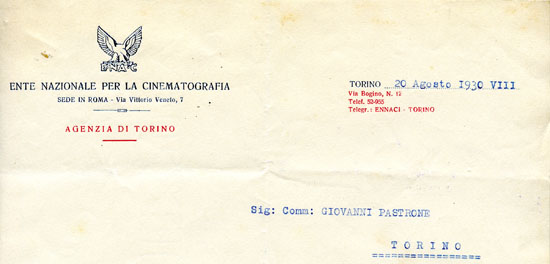 ENAC
ENTE NAZIONALE PER LA CINEMATOGRAFIA
SEDE IN ROMA - Via Vittorio Veneto, 7
AGENZIA DI TORINO
TORINO 20 Agosto 1930 VIII
Via Bogino, N. 12
Telef. 52-955
Telegr.: ENNACI - TORINO
Sig: Comm: GIOVANNI PASTRONE
TORINO